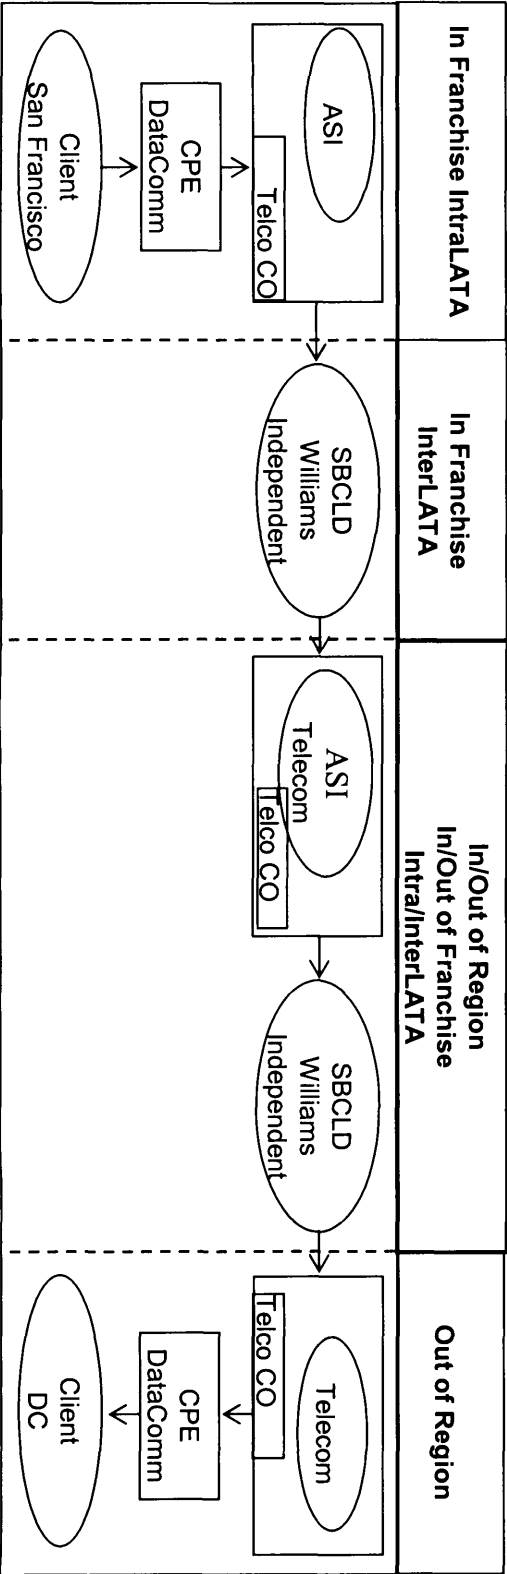 In Franchise IntraLATA
In Franchise
InterLATA
In/Out of Region
In/Out of Franchise
Intra/InterLATA
Out of Region
ASI
Telco CO
CPE
DataComm
Client
San Francisco
SBCLD
Williams
Independent
ASI
Telecom
Telco CO
SBCLD
Williams
Independent
Telecom
Telco CO
CPE
DataComm
Client
DC